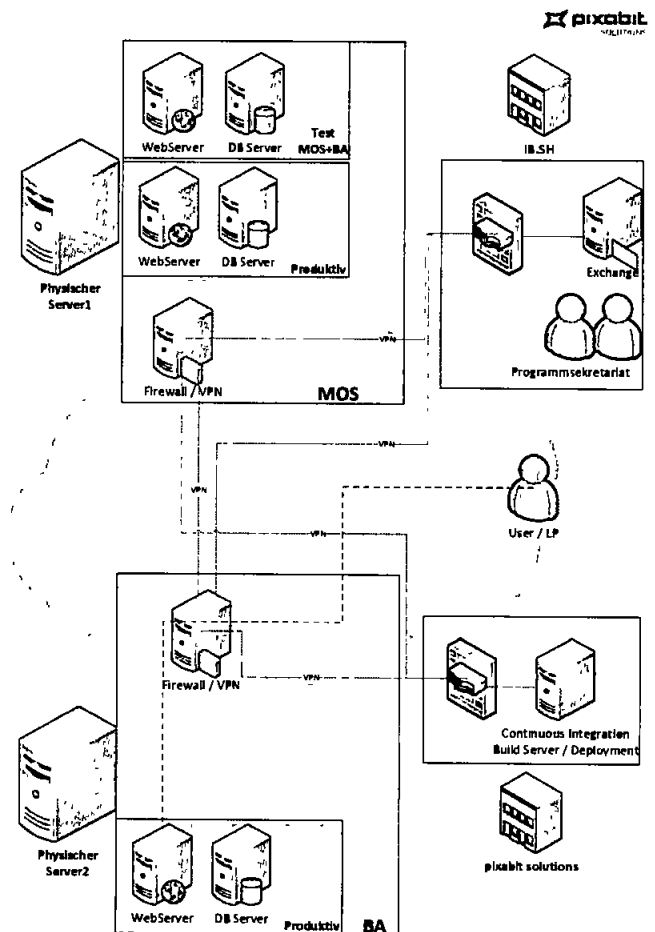 pixabit
SOLUTIONS
WebServer
DB Server
Test
MOS+BA
IB.SH
WebServer
DB Server
Produktiv
Physischer
Server1
Exchange
Programmsekretariat
Firewall / VPN
MOS
VPN
VPN
VPN
VPN
User / LP
Firewall / VPN
VPN
Continuous Integration
Build Server / Deployment
Physischer
Server2
WebServer
DB Server
Produktiv
BA
pixabit solutions